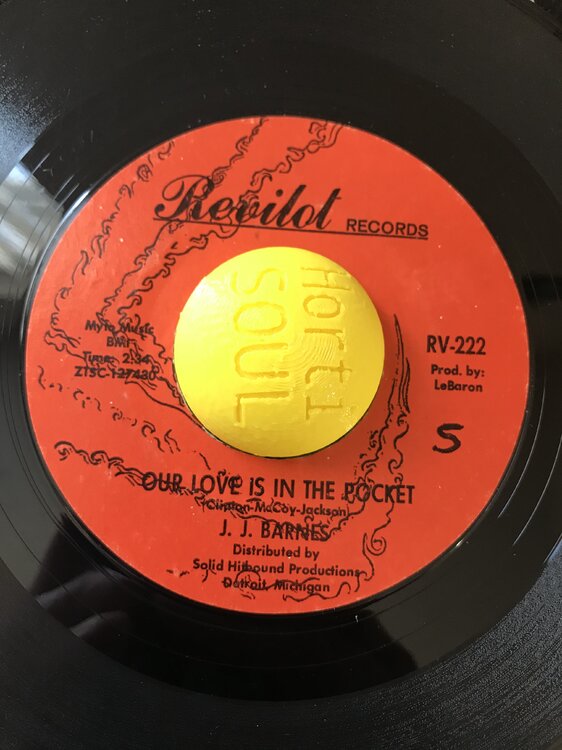 Revilot RECORDS
Horti
SOUL
Myto Music
BMI
Time: 2:34
ZTSC-127430
RV-222
Prod. by:
LeBaron
S
OUR LOVE IS IN THE POCKET
Clinton-McCoy-Jackson)
J. J. BARNES
Distributed by
Solid Hitbound Productions
Detroit, Michigan